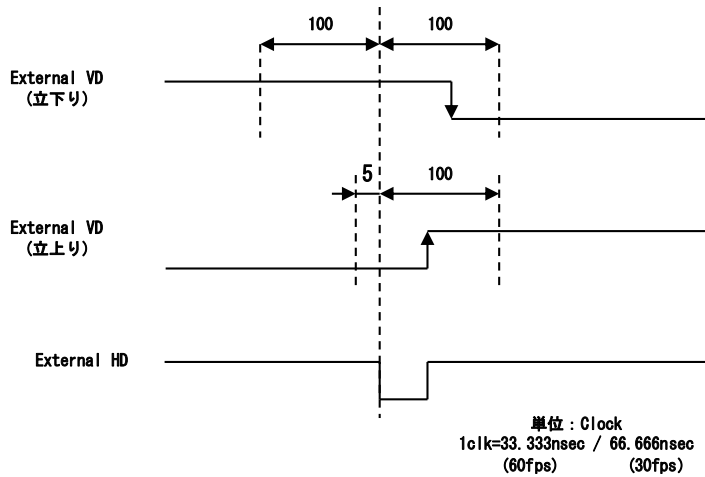 100
100
External VD
(立下り)
5
100
External VD
(立上り)
External HD
単位：Clock
1clk=33.333nsec / 66.666nsec
(60fps)
(30fps)